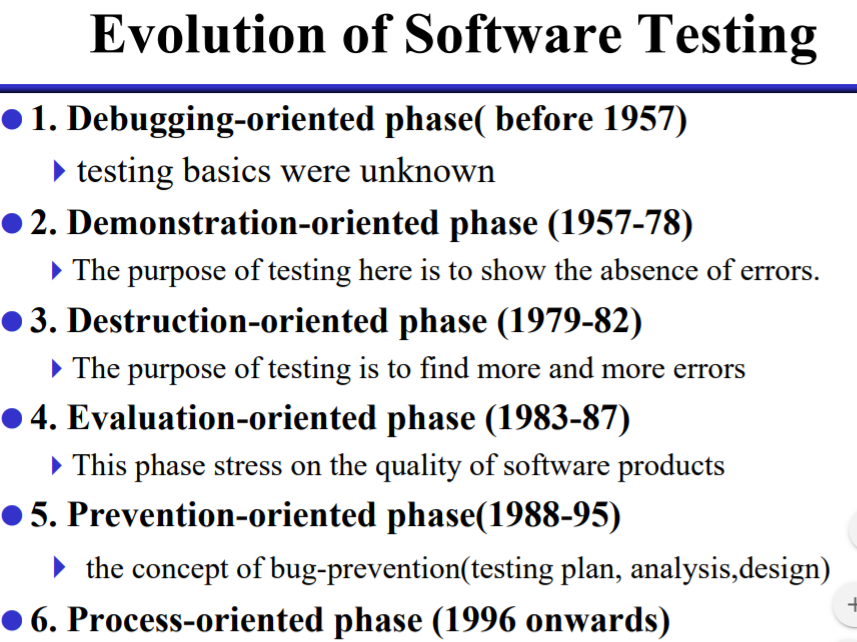 Evolution of Software Testing
1. Debugging-oriented phase( before 1957)
testing basics were unknown
2. Demonstration-oriented phase (1957-78)
The purpose of testing here is to show the absence of errors.
3. Destruction-oriented phase (1979-82)
The purpose of testing is to find more and more errors
4. Evaluation-oriented phase (1983-87)
This phase stress on the quality of software products
5. Prevention-oriented phase(1988-95)
the concept of bug-prevention(testing plan, analysis,design)
6. Process-oriented phase (1996 onwards)